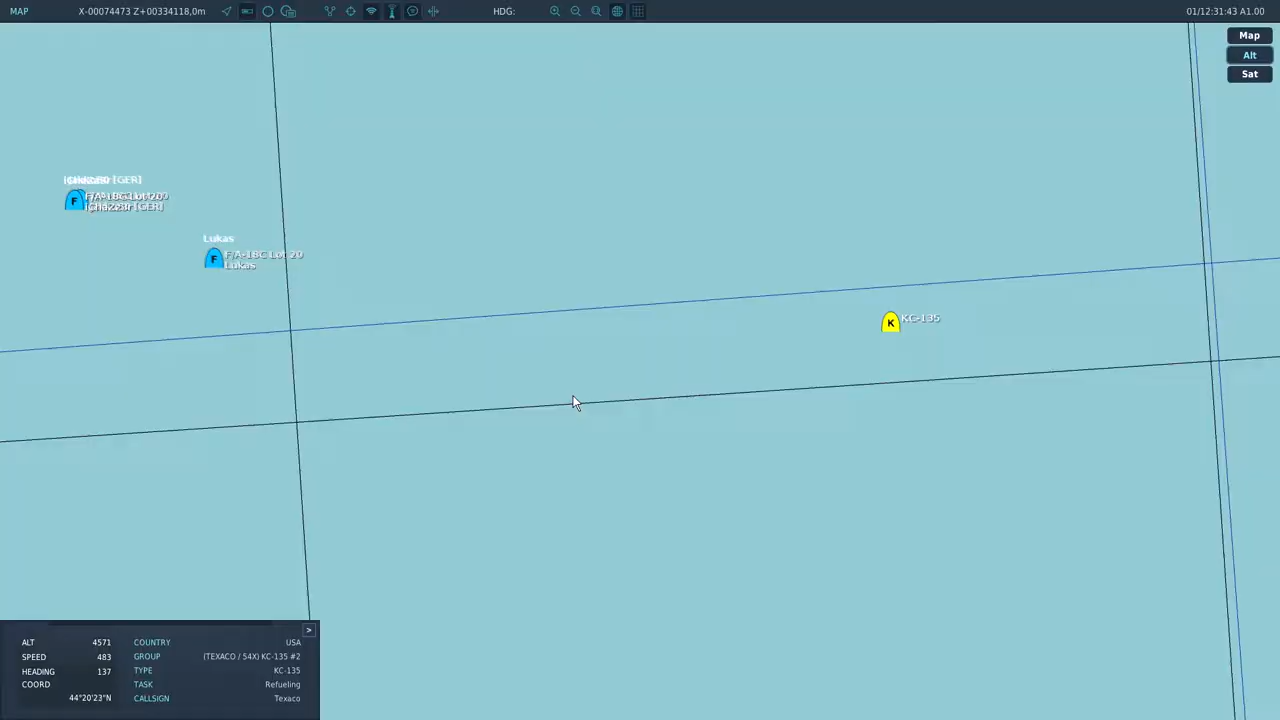 MAP X-00074473 Z+00334118,0m HDG: 01/12:31:43 A1.00
Map
Alt
Sat
Lukas
F/A-18C Lot 20
Lukas
F
F
K KC-135
>
ALT 4571 COUNTRY USA
SPEED 483 GROUP (TEXACO / 54X) KC-135 #2
HEADING 137 TYPE KC-135
COORD TASK Refueling
44°20'23"N CALLSIGN Texaco